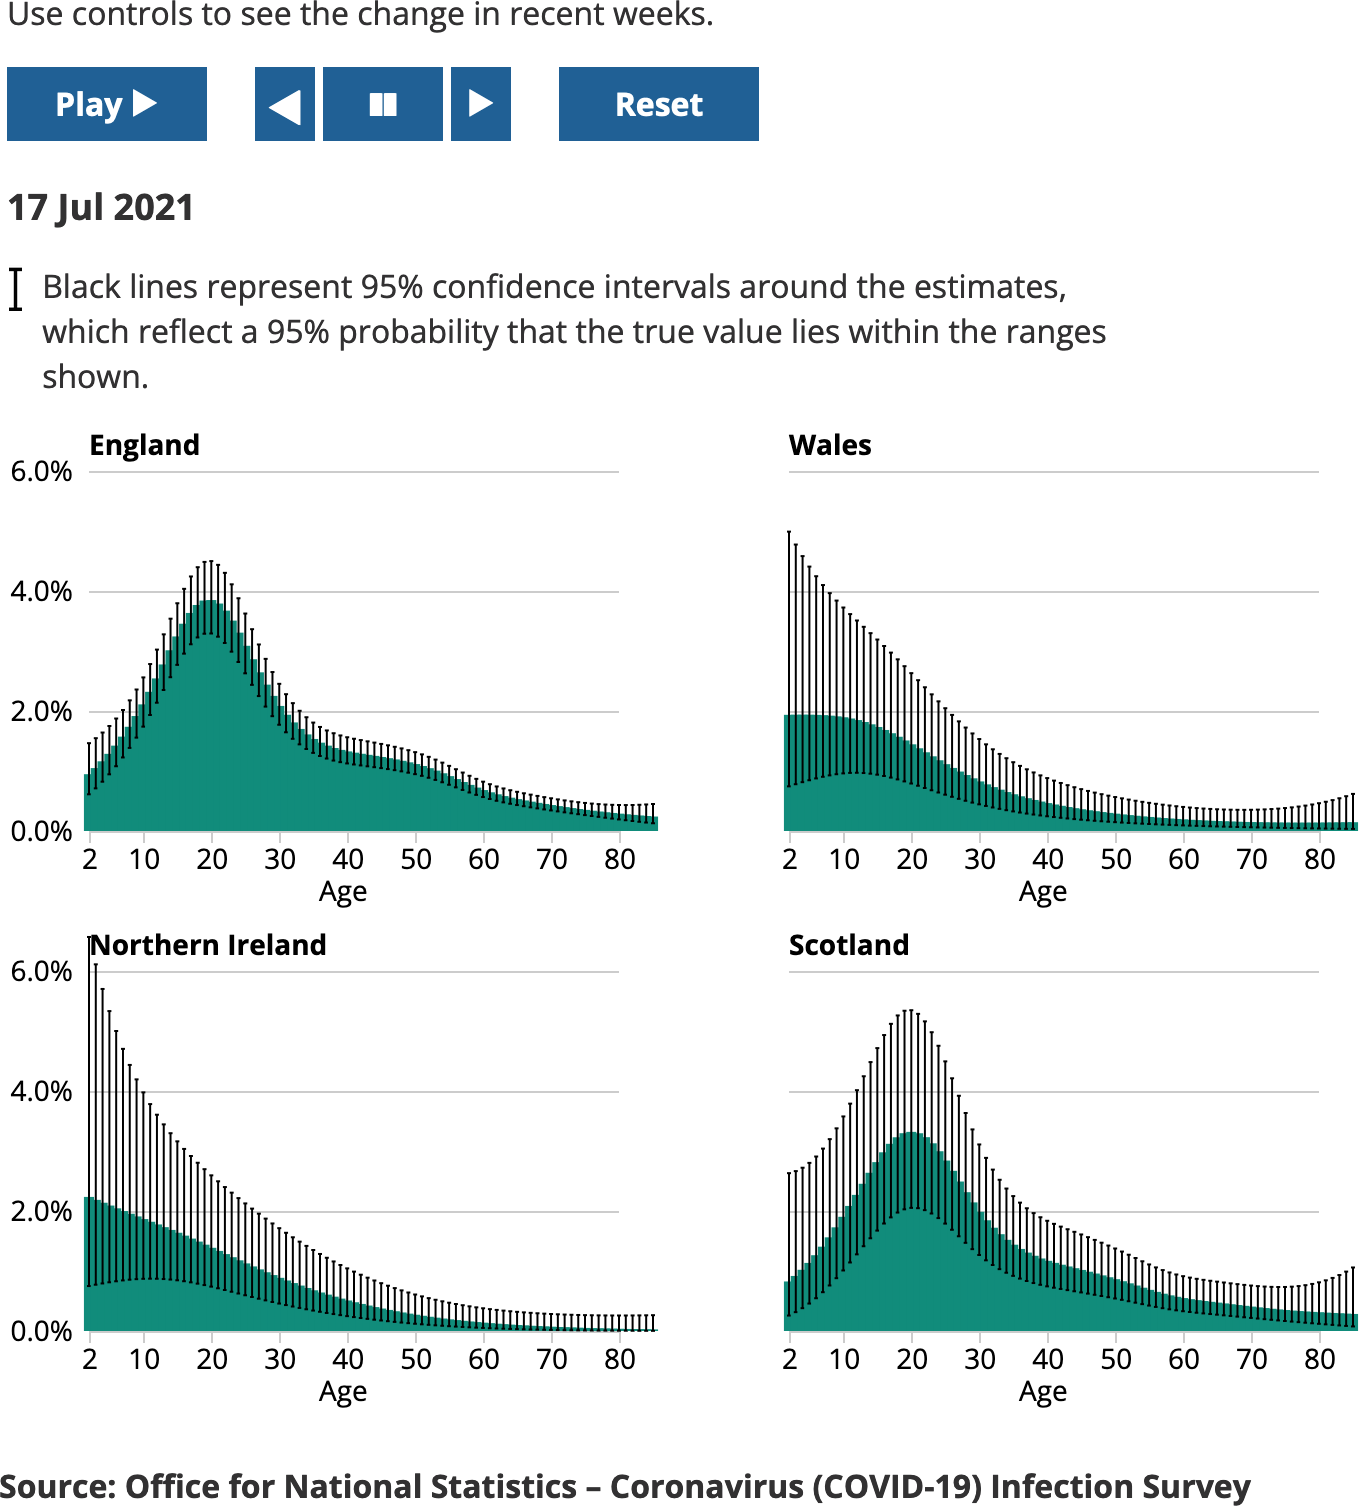 Use controls to see the change in recent weeks.
Play
Reset
17 Jul 2021
Black lines represent 95% confidence intervals around the estimates,
which reflect a 95% probability that the true value lies within the ranges
shown.
England
6.0%
4.0%
2.0%
0.0%
2 10 20 30 40 50 60 70 80
Age
Wales
2 10 20 30 40 50 60 70 80
Age
Northern Ireland
6.0%
4.0%
2.0%
0.0%
2 10 20 30 40 50 60 70 80
Age
Scotland
2 10 20 30 40 50 60 70 80
Age
Source: Office for National Statistics – Coronavirus (COVID-19) Infection Survey